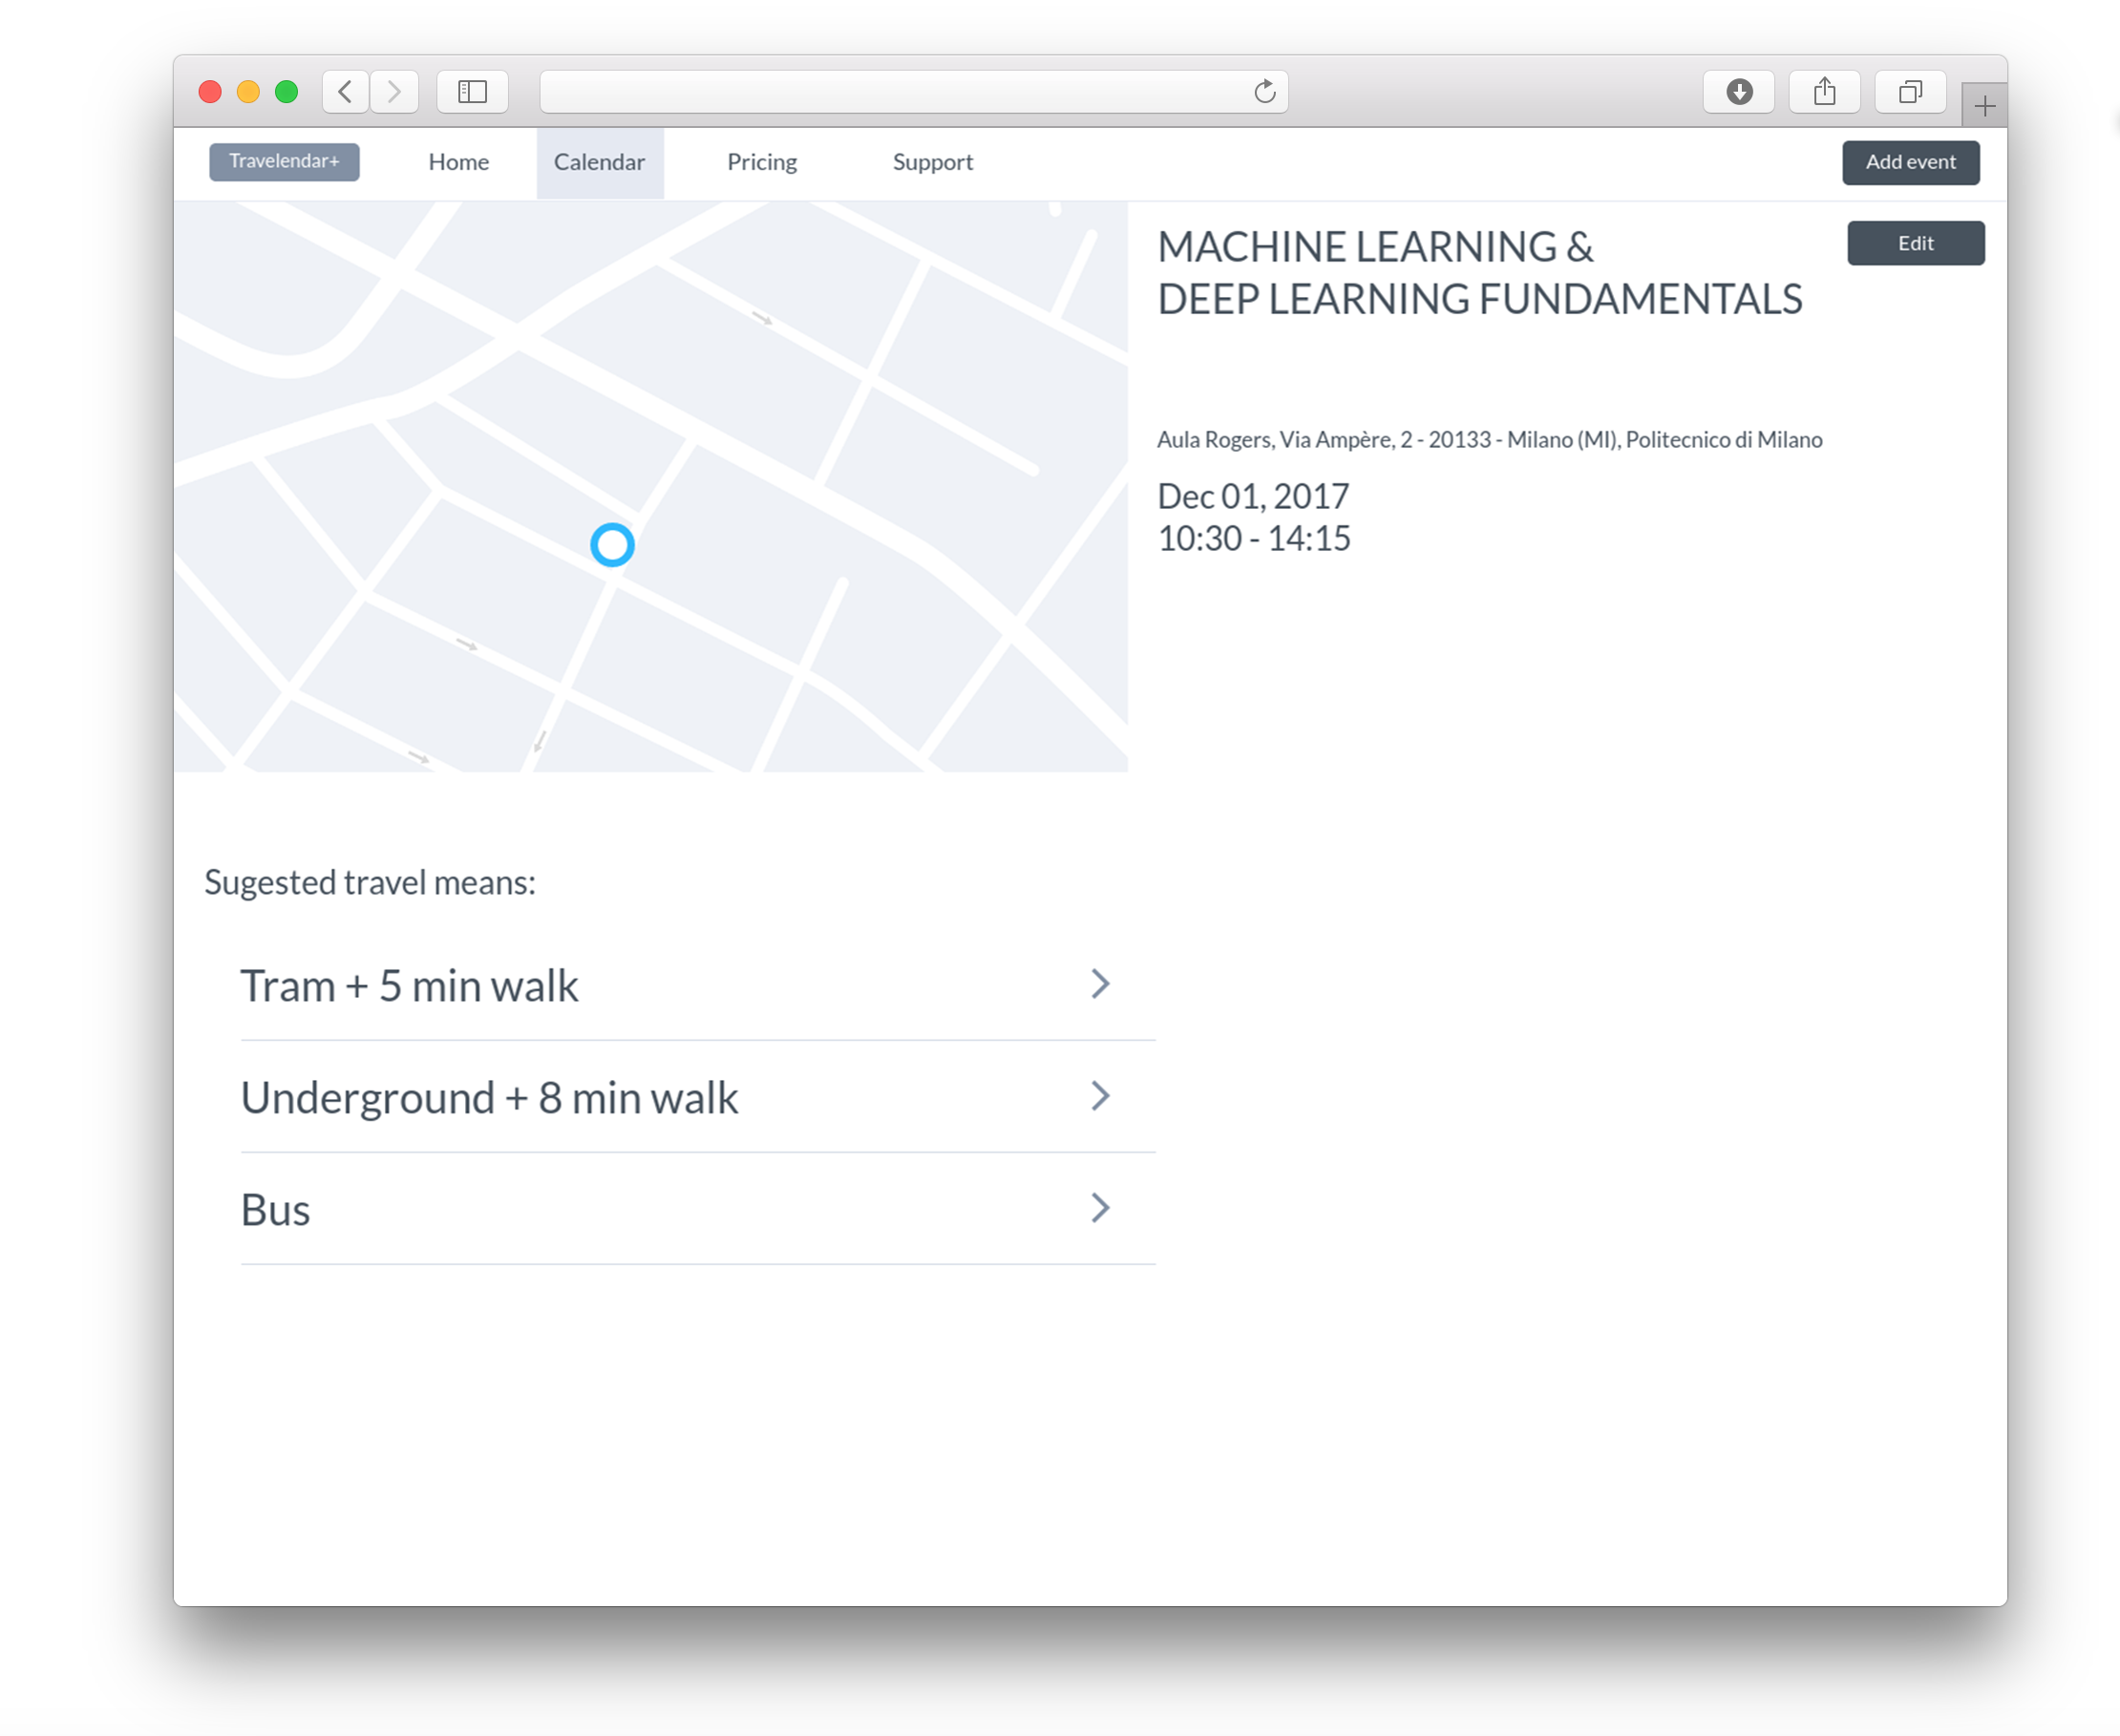 Travelendar+ Home Calendar Pricing Support Add event
MACHINE LEARNING &
DEEP LEARNING FUNDAMENTALS
Edit
Aula Rogers, Via Ampère, 2 - 20133 - Milano (MI), Politecnico di Milano
Dec 01, 2017
10:30 - 14:15
Sugested travel means:
Tram + 5 min walk
Underground + 8 min walk
Bus